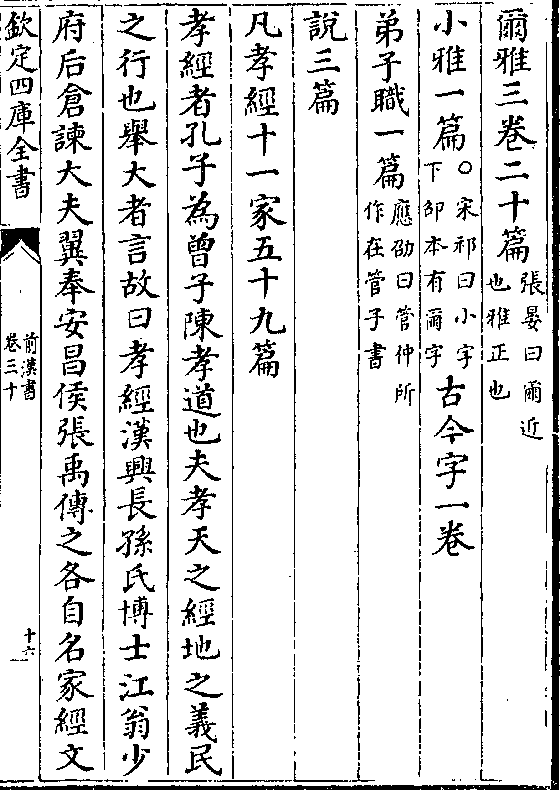 爾雅三卷二十篇張晏曰爾近也雅正也
小雅一篇○宋祁曰小字下邵本有爾字古今字一卷
弟子職一篇應劭曰管仲所作在管子書
說三篇
凡孝經十一家五十九篇
孝經者孔子為曾子陳孝道也夫孝天之經地之義民
之行也舉大者言故曰孝經漢興長孫氏博士江翁少
府后倉諫大夫翼奉安昌侯張禹傳之各自名家經文
欽定四庫全書
前漢書
卷三十
十六